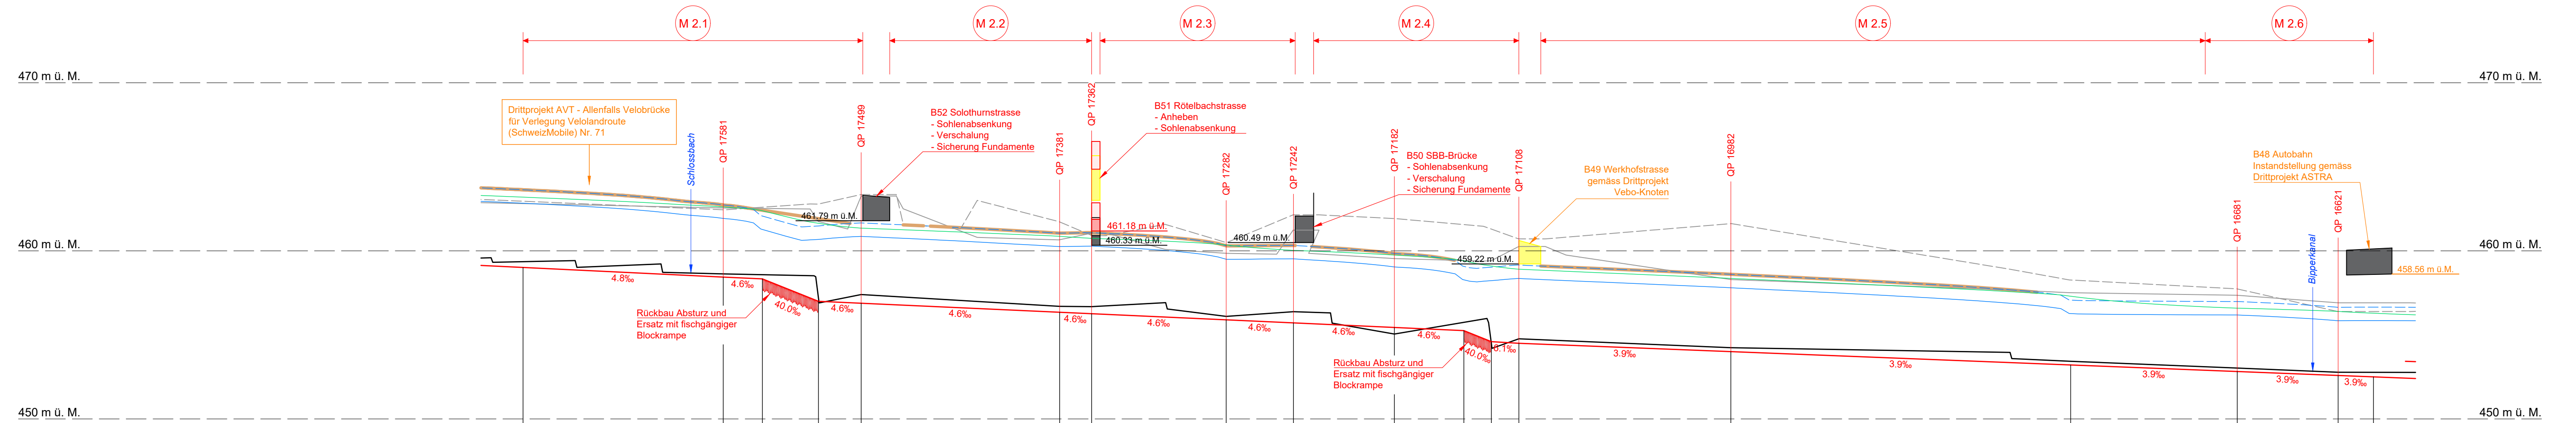 M 2.1
M 2.2
M 2.3
M 2.4
M 2.5
M 2.6
470 m ü. M.
470 m ü. M.
Drittprojekt AVT - Allenfalls Velobrücke
für Verlegung Velolandroute
(SchweizMobile) Nr. 71
Schlossbach
QP 17581
QP 17499
B52 Solothurnstrasse
- Sohlenabsenkung
- Verschalung
- Sicherung Fundamente
QP 17381
QP 17362
B51 Rötelbachstrasse
- Anheben
- Sohlenabsenkung
QP 17282
QP 17242
QP 17182
B50 SBB-Brücke
- Sohlenabsenkung
- Verschalung
- Sicherung Fundamente
QP 17108
B49 Werkhofstrasse
gemäss Drittprojekt
Vebo-Knoten
QP 16982
QP 16681
Bipperkanal
QP 16621
B48 Autobahn
Instandstellung gemäss
Drittprojekt ASTRA
461.79 m ü.M.
461.18 m ü.M.
460.33 m ü.M.
460.49 m ü.M.
459.22 m ü.M.
458.56 m ü.M.
460 m ü. M.
460 m ü. M.
4.8‰
4.6‰
40.0‰
4.6‰
4.6‰
4.6‰
4.6‰
4.6‰
4.6‰
4.6‰
40.0‰
3.9‰
3.9‰
3.9‰
3.9‰
3.9‰
Rückbau Absturz und
Ersatz mit fischgängiger
Blockrampe
Rückbau Absturz und
Ersatz mit fischgängiger
Blockrampe
450 m ü. M.
450 m ü. M.